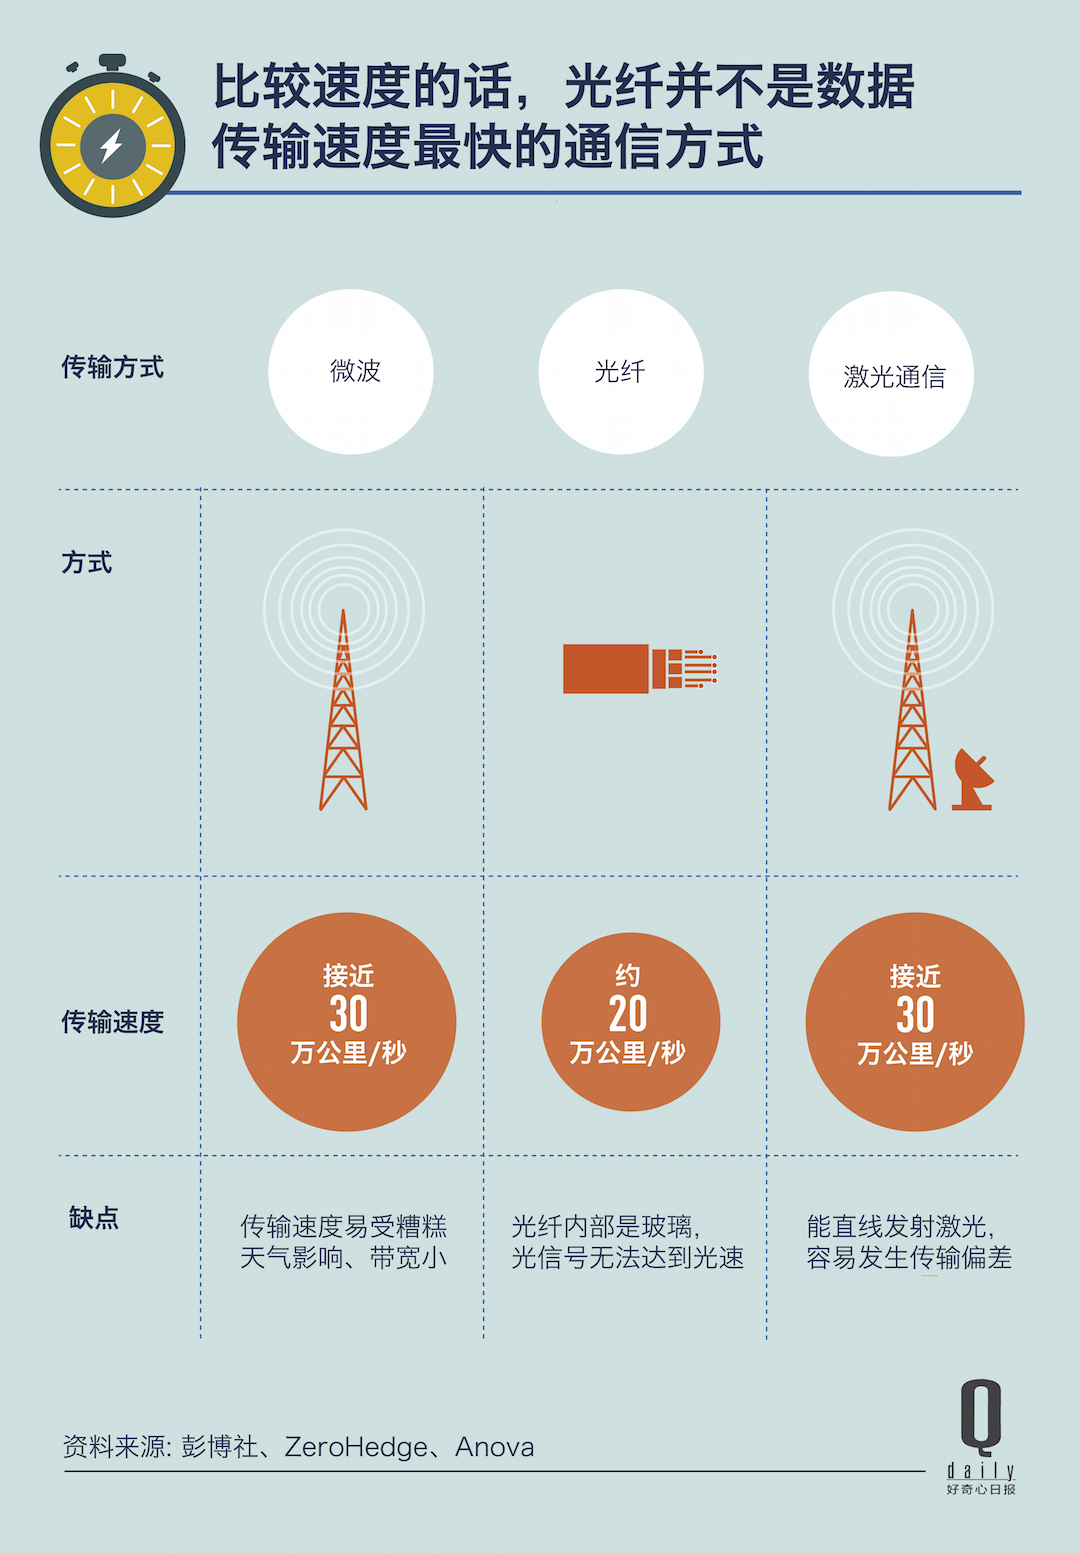 比较速度的话，光纤并不是数据
传输速度最快的通信方式
传输方式
微波
光纤
激光通信
方式
传输速度
接近
30
万公里/秒
约
20
万公里/秒
接近
30
万公里/秒
缺点
传输速度易受糟糕
天气影响、带宽小
光纤内部是玻璃，
光信号无法达到光速
能直线发射激光，
容易发生传输偏差
资料来源: 彭博社、ZeroHedge、Anova
Q
daily
好奇心日报